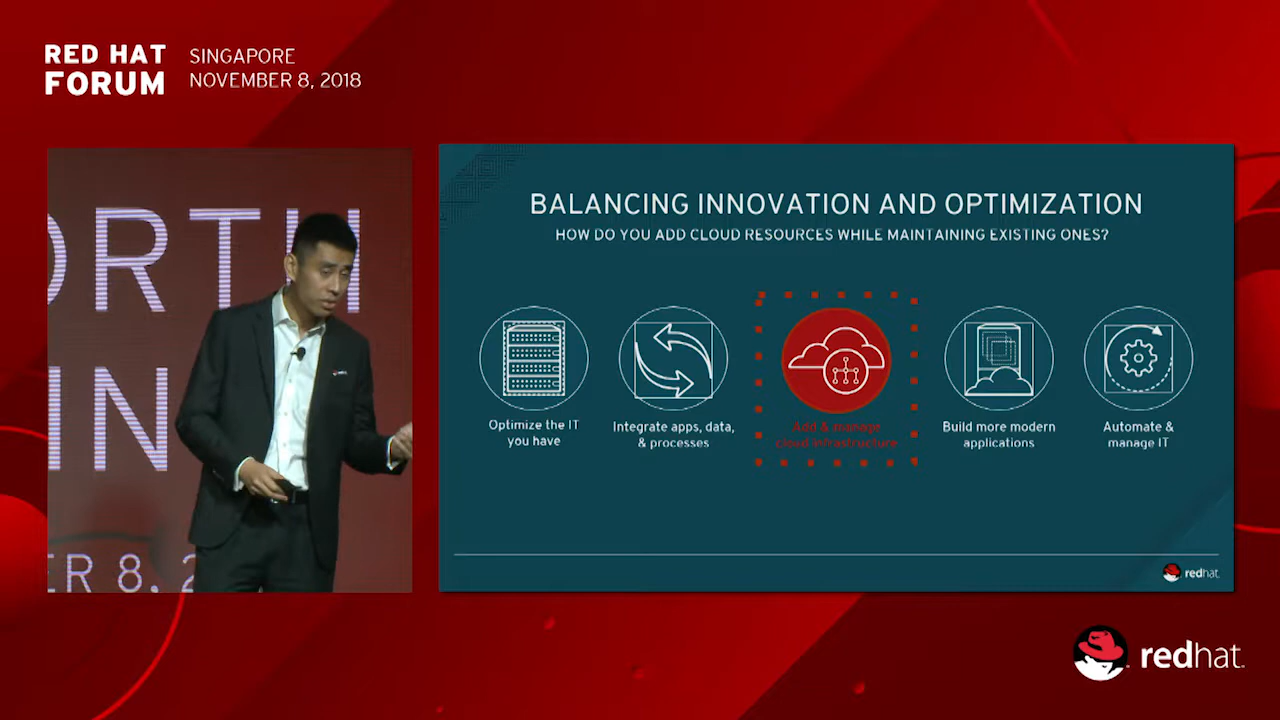 RED HAT
FORUM
SINGAPORE
NOVEMBER 8, 2018
ORTH
IN
ER 8, 2
BALANCING INNOVATION AND OPTIMIZATION
HOW DO YOU ADD CLOUD RESOURCES WHILE MAINTAINING EXISTING ONES?
Optimize the IT
you have
Integrate apps, data,
& processes
Add & manage
cloud infrastructure
Build more modern
applications
Automate &
manage IT
redhat.
redhat.